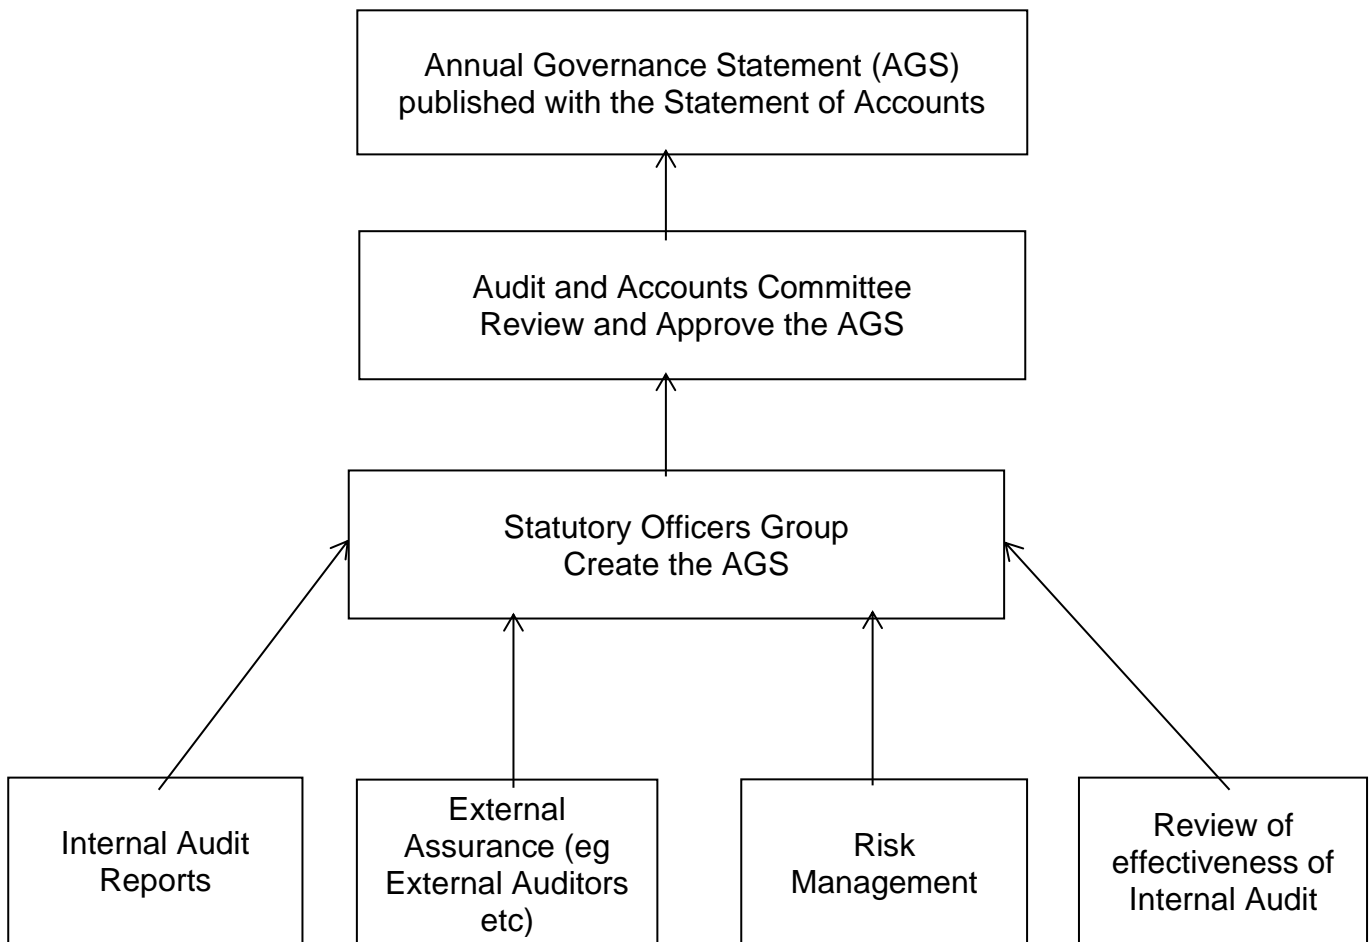 Annual Governance Statement (AGS)
published with the Statement of Accounts
Audit and Accounts Committee
Review and Approve the AGS
Statutory Officers Group
Create the AGS
Internal Audit
Reports
External
Assurance (eg
External Auditors
etc)
Risk
Management
Review of
effectiveness of
Internal Audit